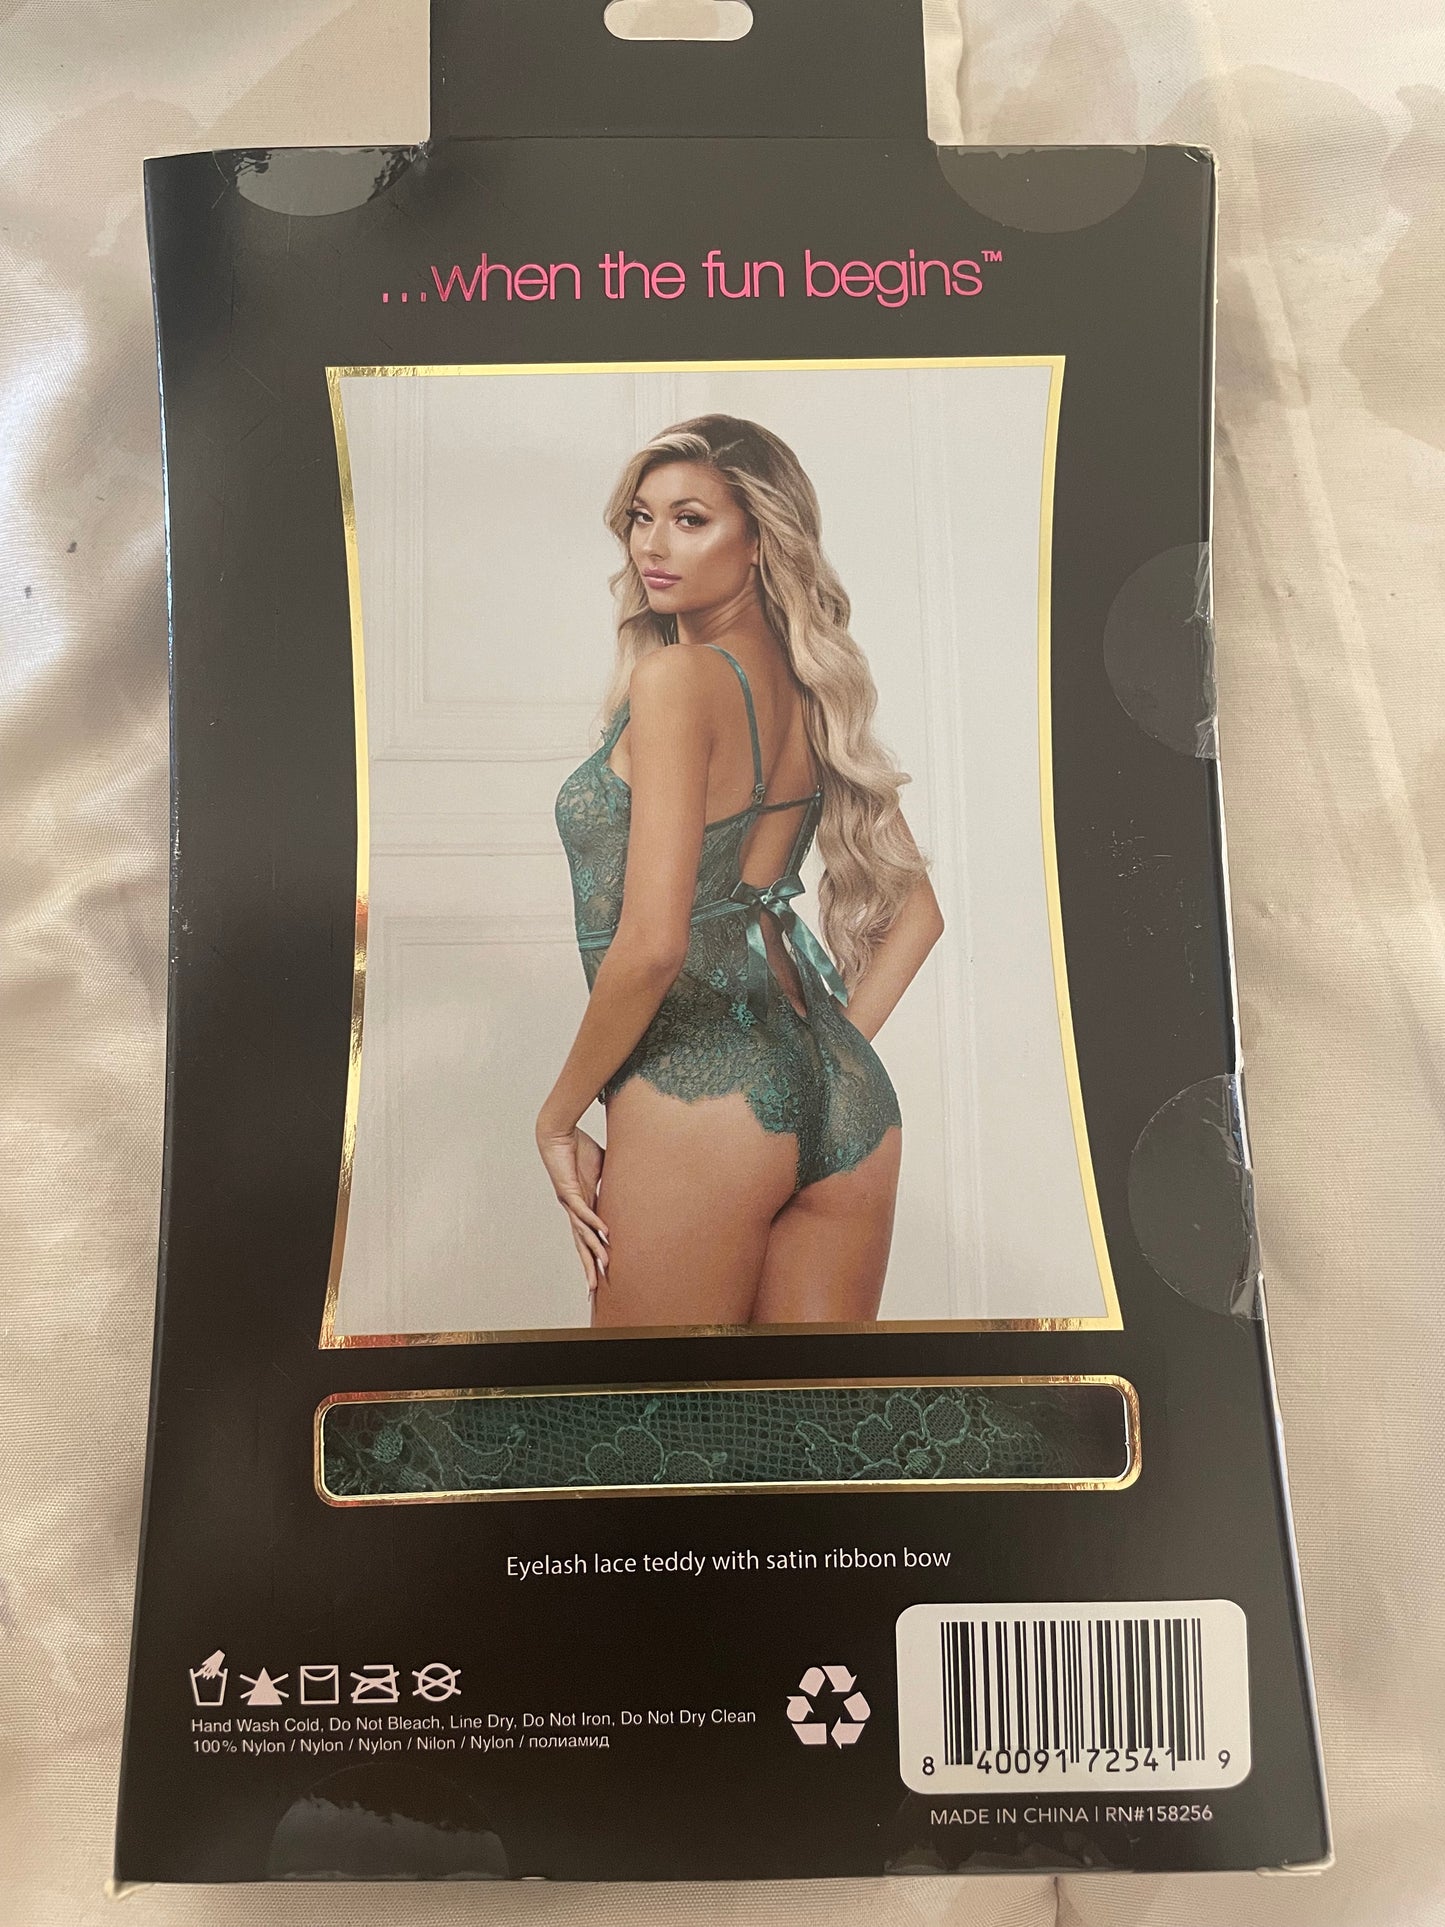 ...when the fun begins™
Eyelash lace teddy with satin ribbon bow
Hand Wash Cold, Do Not Bleach, Line Dry, Do Not Iron, Do Not Dry Clean
100% Nylon / Nylon / Nylon / Nilon / Nylon / полиамид
8 40091 72541 9
MADE IN CHINA | RN#158256